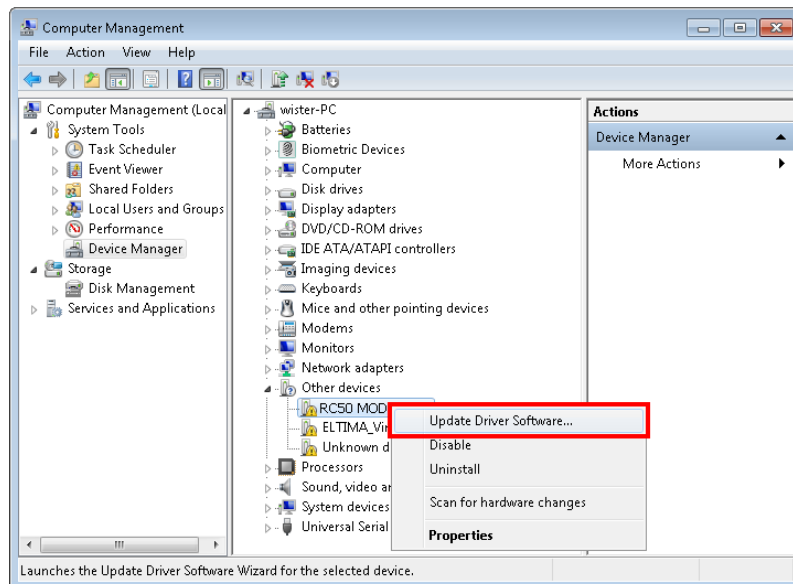 Computer Management
File Action View Help
Computer Management (Local
System Tools
Task Scheduler
Event Viewer
Shared Folders
Local Users and Groups
Performance
Device Manager
Storage
Disk Management
Services and Applications
wister-PC
Batteries
Biometric Devices
Computer
Disk drives
Display adapters
DVD/CD-ROM drives
IDE ATA/ATAPI controllers
Imaging devices
Keyboards
Mice and other pointing devices
Modems
Monitors
Network adapters
Other devices
RC50 MOD
ELTIMA_Vir
Unknown d
Processors
Sound, video ar
System devices
Universal Serial
Update Driver Software...
Disable
Uninstall
Scan for hardware changes
Properties
Actions
Device Manager
More Actions
Launches the Update Driver Software Wizard for the selected device.